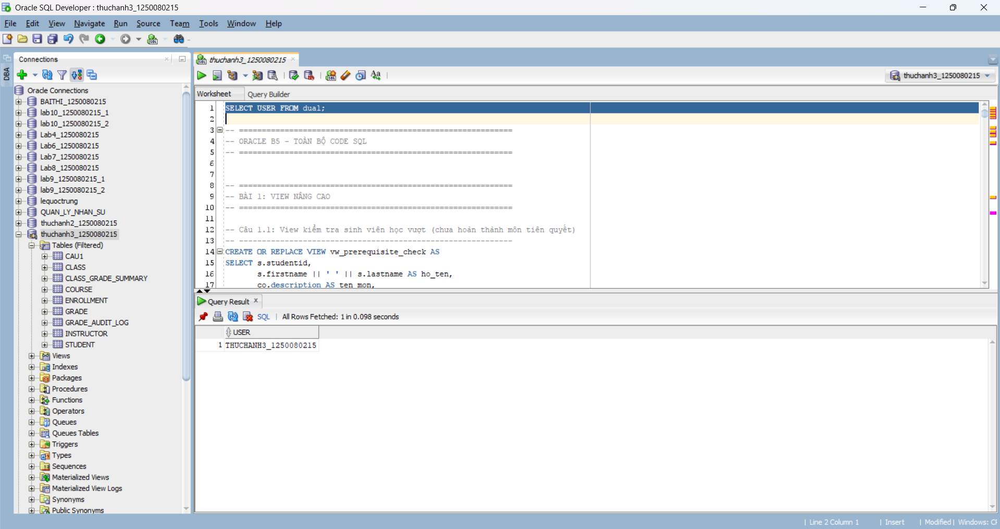 Oracle SQL Developer : thuchanh3_1250080215
File Edit View Navigate Run Source Team Tools Window Help
DBA
Connections
Oracle Connections
BAITHI_1250080215
lab10_1250080215_1
lab10_1250080215_2
Lab4_1250080215
Lab6_1250080215
Lab7_1250080215
Lab8_1250080215
lab9_1250080215_1
lab9_1250080215_2
lequoctrung
QUAN_LY_NHAN_SU
thuchanh2_1250080215
thuchanh3_1250080215
Tables (Filtered)
CAU1
CLASS
CLASS_GRADE_SUMMARY
COURSE
ENROLLMENT
GRADE
GRADE_AUDIT_LOG
INSTRUCTOR
STUDENT
Views
Indexes
Packages
Procedures
Functions
Operators
Queues
Queues Tables
Triggers
Types
Sequences
Materialized Views
Materialized View Logs
Synonyms
Public Synonyms
thuchanh3_1250080215
thuchanh3_1250080215
Worksheet Query Builder
1 SELECT USER FROM dual;
2
3 -- ============================================================
4 -- ORACLE B5 - TOÀN BỘ CODE SQL
5 -- ============================================================
6
7
8 -- ============================================================
9 -- BÀI 1: VIEW NÂNG CAO
10 -- ============================================================
11
12 -- Câu 1.1: View kiểm tra sinh viên học vượt (chưa hoàn thành môn tiên quyết)
13 -- ------------------------------------------------------------
14 CREATE OR REPLACE VIEW vw_prerequisite_check AS
15 SELECT s.studentid,
16 s.firstname || ' ' || s.lastname AS ho_ten,
17 co.description AS ten_mon,
Query Result
SQL | All Rows Fetched: 1 in 0.098 seconds
USER
1 THUCHANH3_1250080215
| Line 2 Column 1 | Insert | Modified | Windows: CF